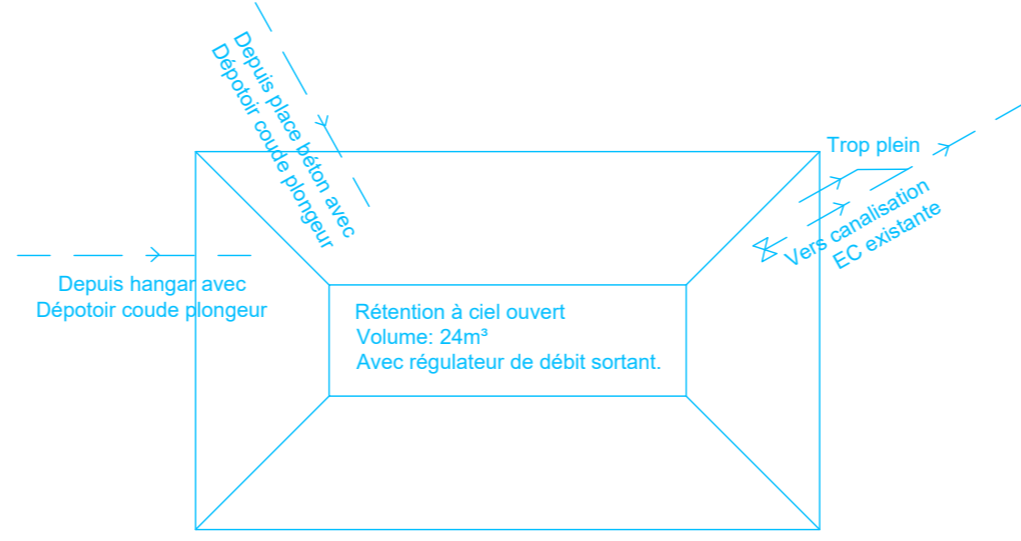 Depuis place béton avec
Dépotoir coude plongeur
Trop plein
Vers canalisation
EC existante
Depuis hangar avec
Dépotoir coude plongeur
Rétention à ciel ouvert
Volume: 24m³
Avec régulateur de débit sortant.